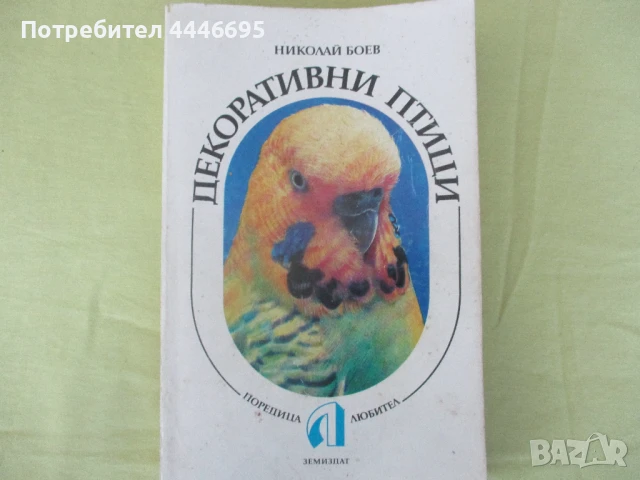 Потребител 4446695
НИКОЛАЙ БОЕВ
ДЕКОРАТИВНИ ПТИЦИ
ПОРЕДИЦА ЛЮБИТЕЛ
ЗЕМИЗДАТ
BAZAR